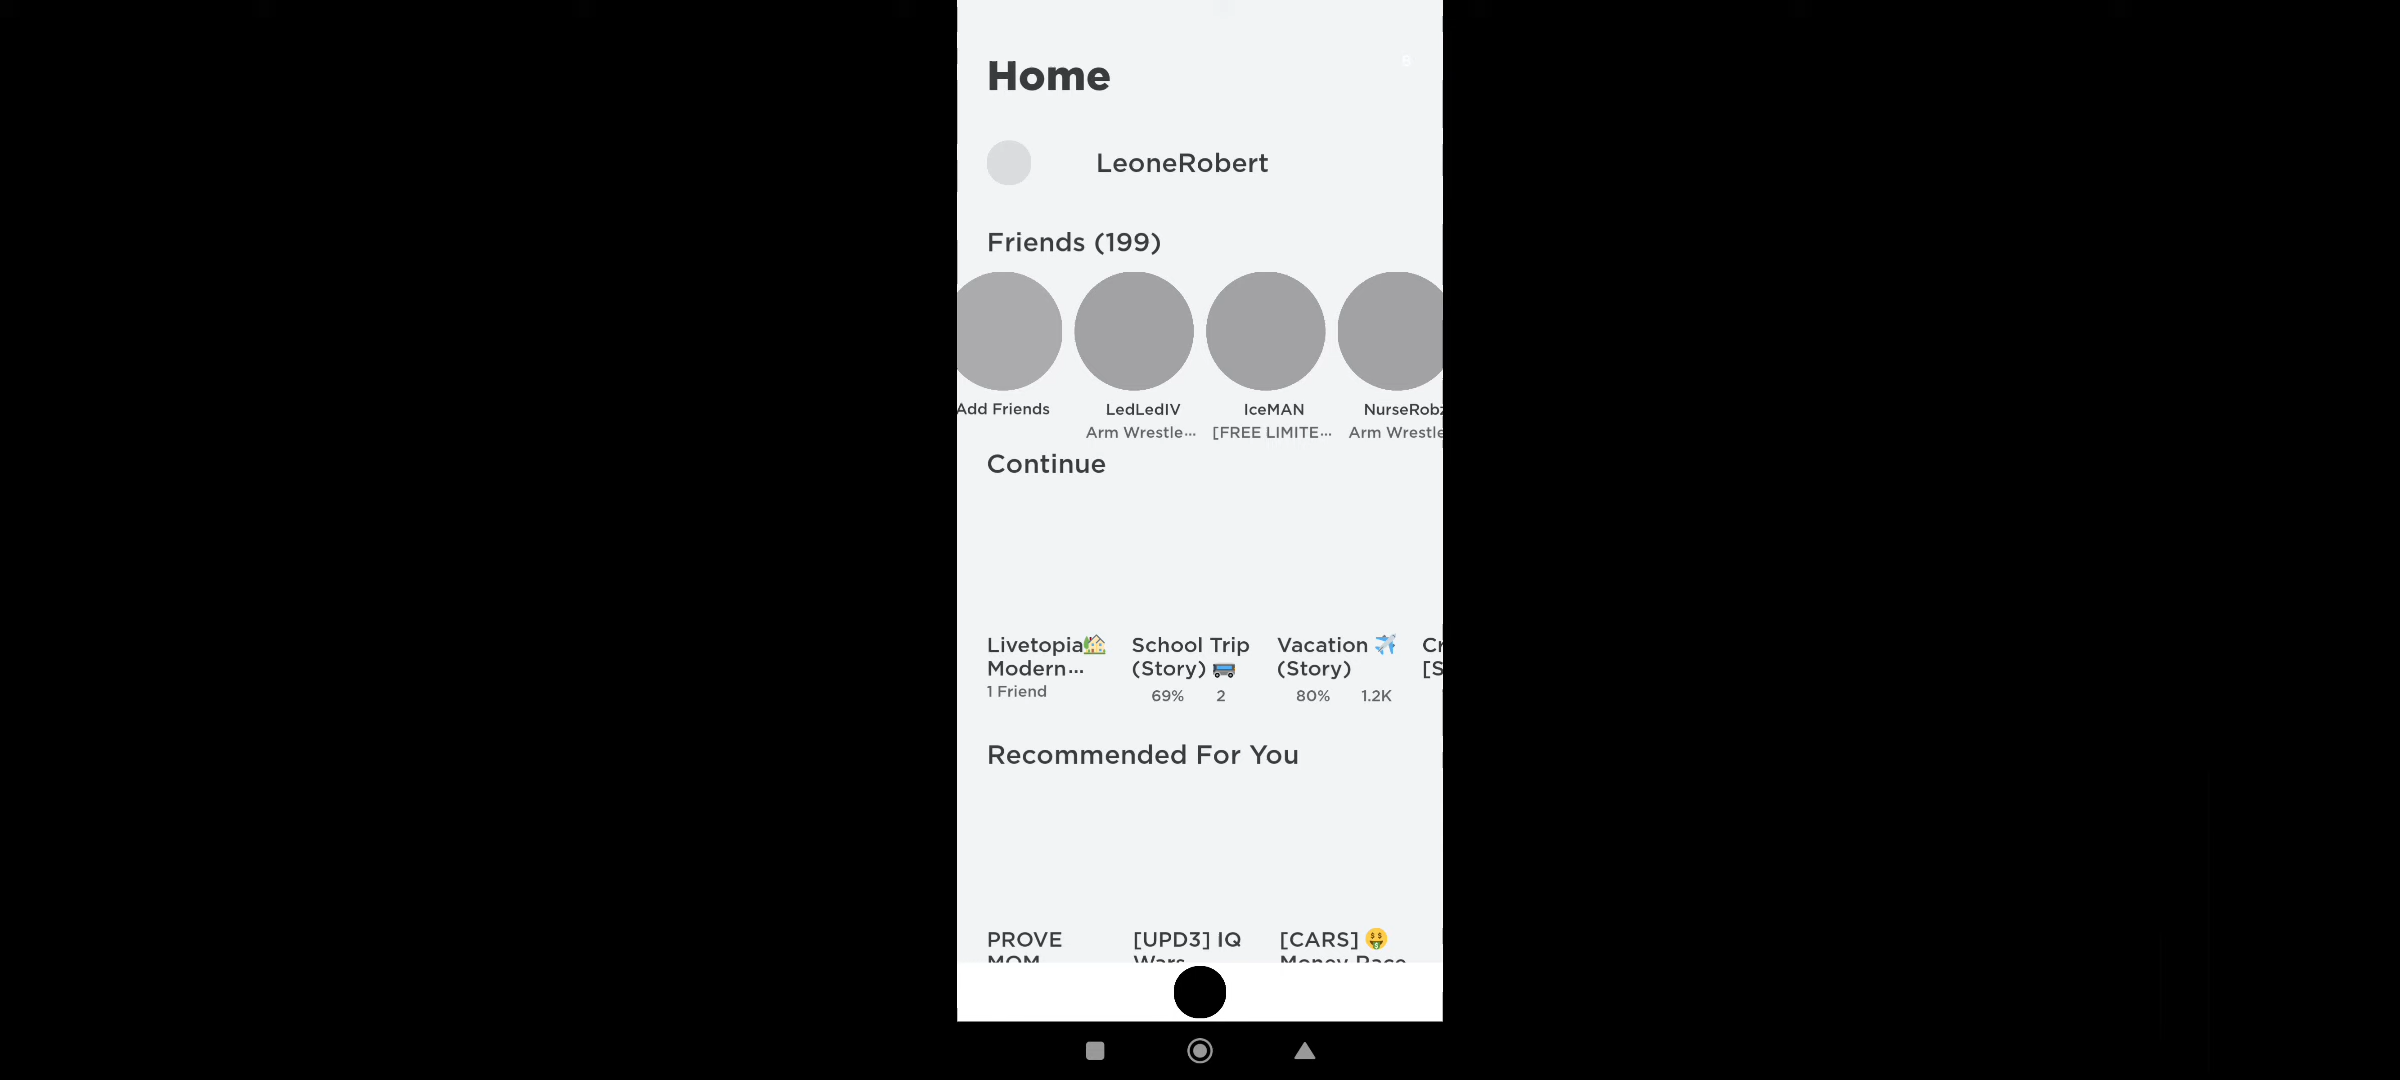 Home
LeoneRobert
Friends (199)
Add Friends
LedLedIV
Arm Wrestle...
IceMAN
[FREE LIMITE...
NurseRobz
Arm Wrestle
Continue
Livetopia🏡
Modern...
1 Friend
School Trip
(Story) 🚌
69% 2
Vacation ✈️
(Story)
80% 1.2K
Cr
[S
Recommended For You
PROVE
MOM
[UPD3] IQ
Wars
[CARS] 🤑
Money Race